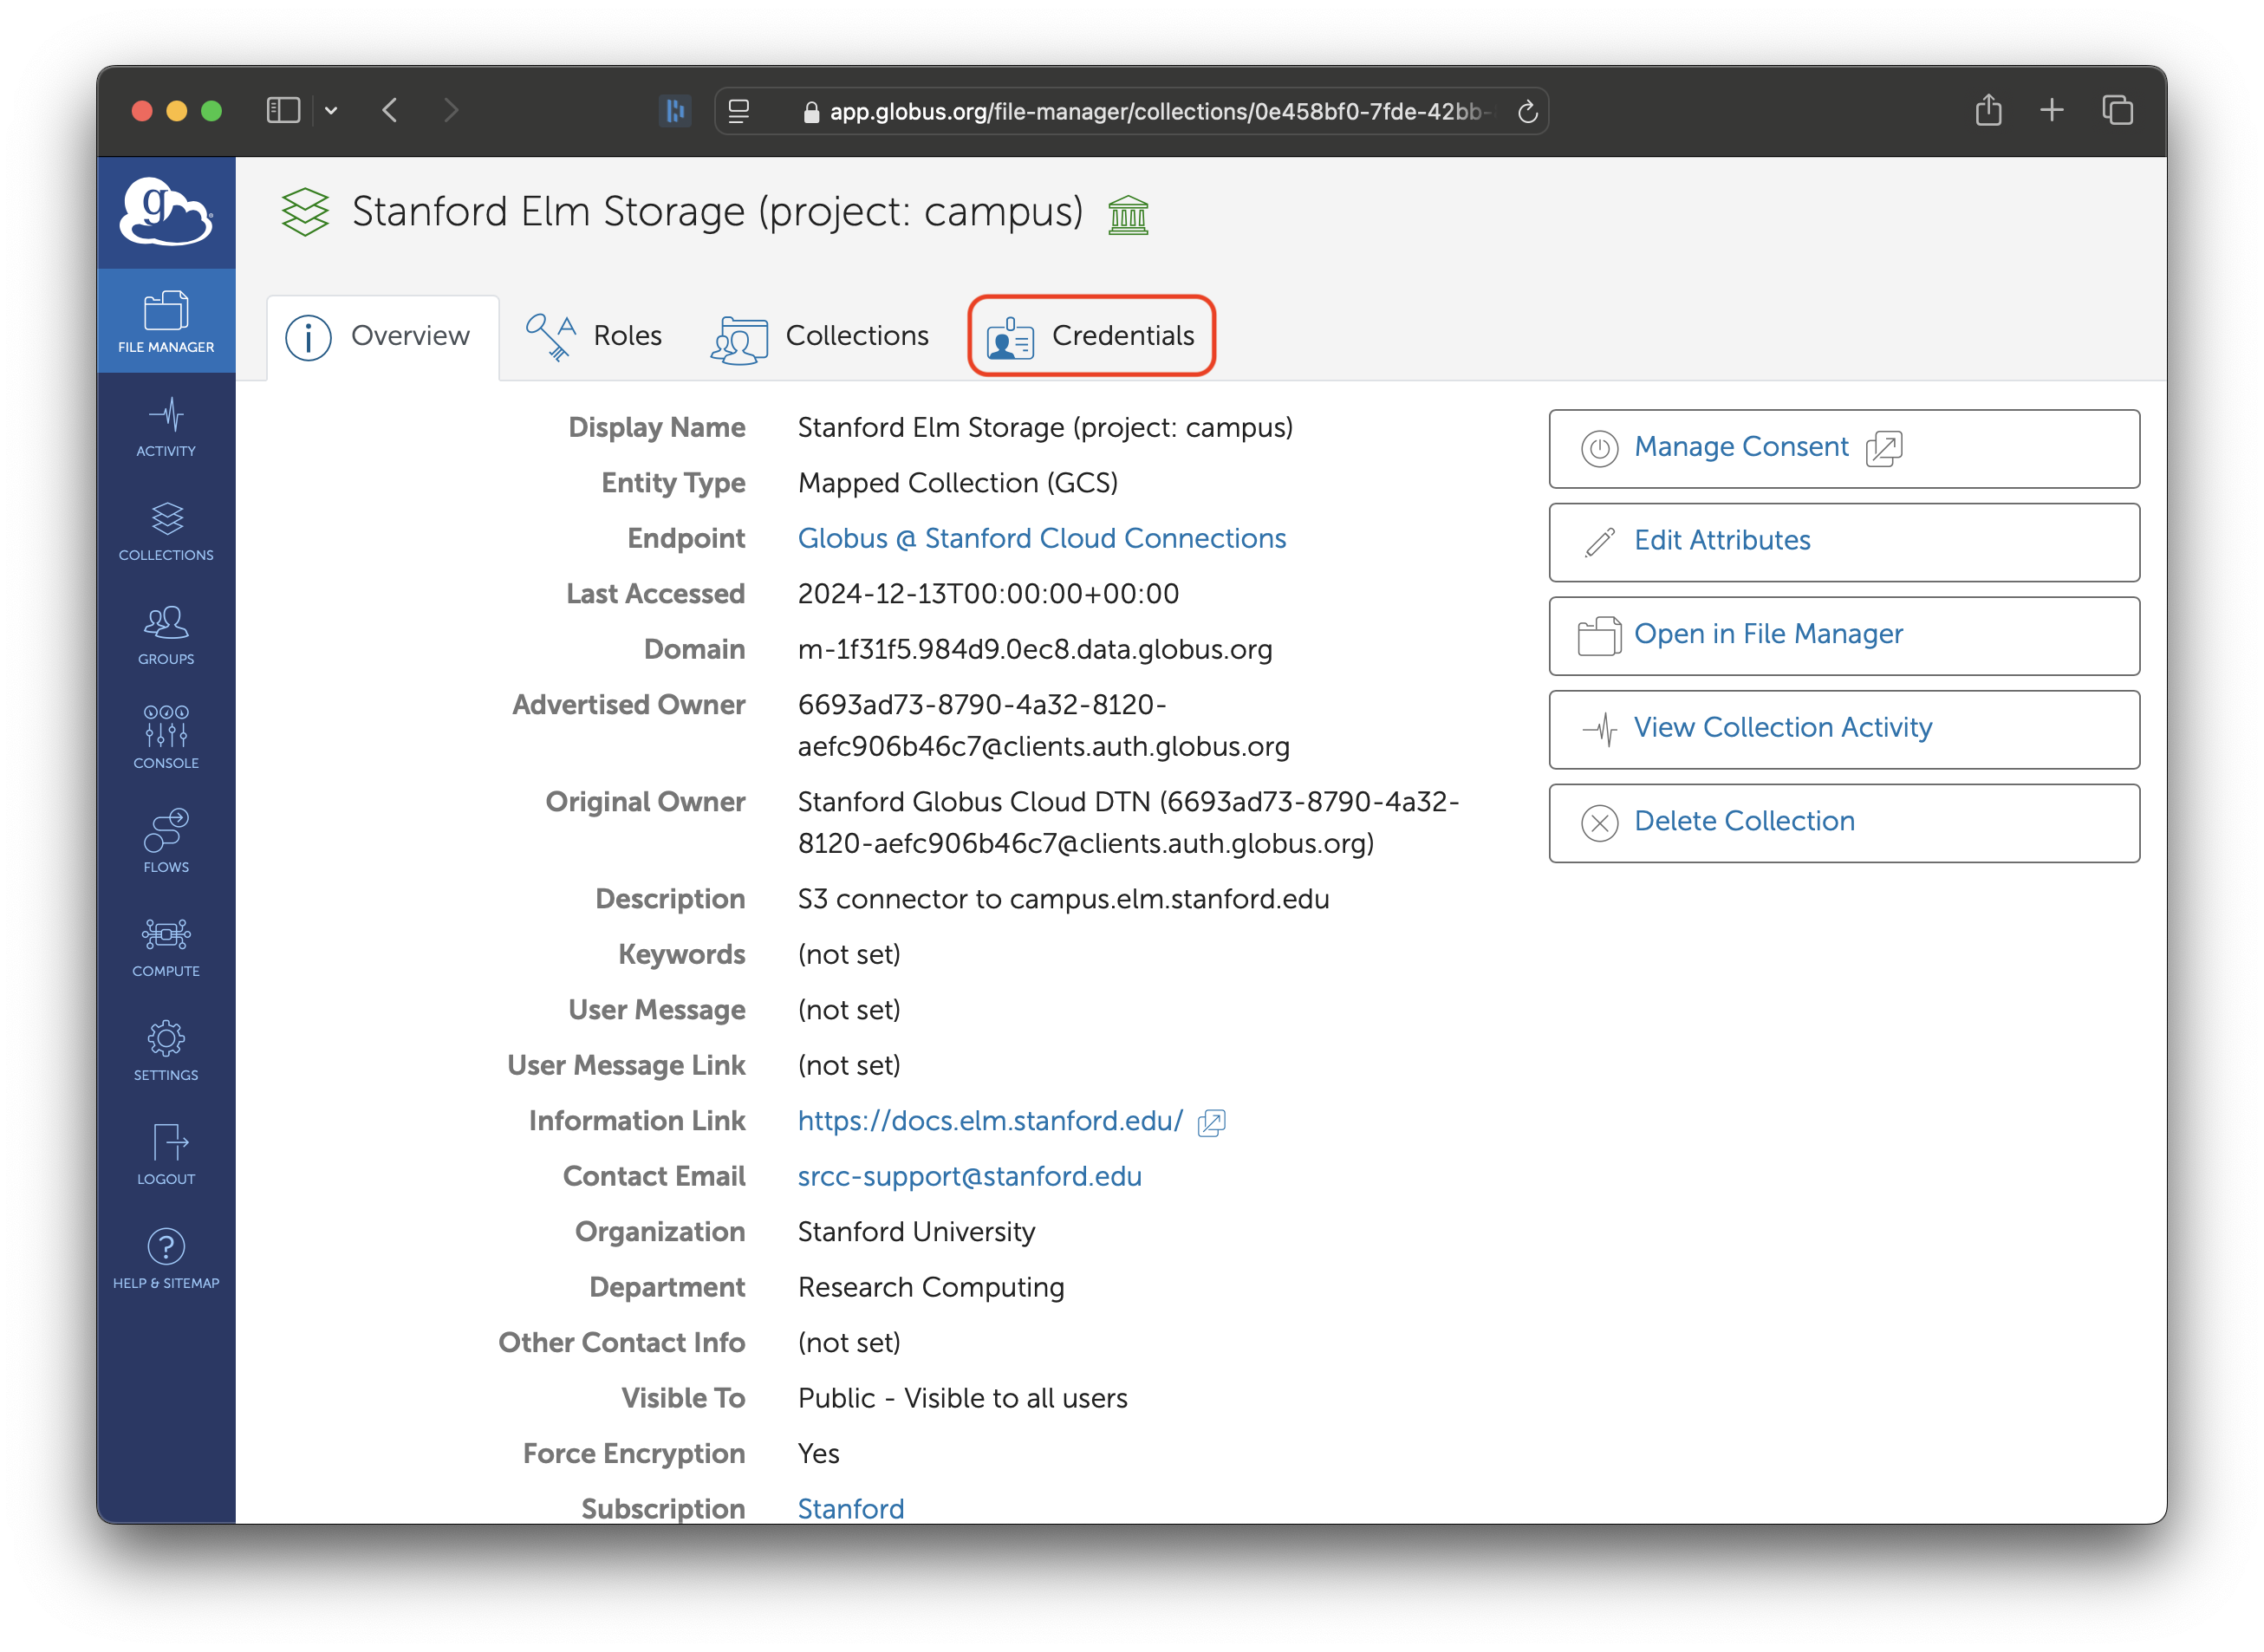 app.globus.org/file-manager/collections/0e458bf0-7fde-42bb-
g
Stanford Elm Storage (project: campus)
FILE MANAGER
ACTIVITY
COLLECTIONS
GROUPS
CONSOLE
FLOWS
COMPUTE
SETTINGS
LOGOUT
HELP & SITEMAP
Overview
Roles
Collections
Credentials
Display Name Stanford Elm Storage (project: campus)
Entity Type Mapped Collection (GCS)
Endpoint Globus @ Stanford Cloud Connections
Last Accessed 2024-12-13T00:00:00+00:00
Domain m-1f31f5.984d9.0ec8.data.globus.org
Advertised Owner 6693ad73-8790-4a32-8120-
aefc906b46c7@clients.auth.globus.org
Original Owner Stanford Globus Cloud DTN (6693ad73-8790-4a32-
8120-aefc906b46c7@clients.auth.globus.org)
Description S3 connector to campus.elm.stanford.edu
Keywords (not set)
User Message (not set)
User Message Link (not set)
Information Link https://docs.elm.stanford.edu/
Contact Email srcc-support@stanford.edu
Organization Stanford University
Department Research Computing
Other Contact Info (not set)
Visible To Public - Visible to all users
Force Encryption Yes
Subscription Stanford
Manage Consent
Edit Attributes
Open in File Manager
View Collection Activity
Delete Collection